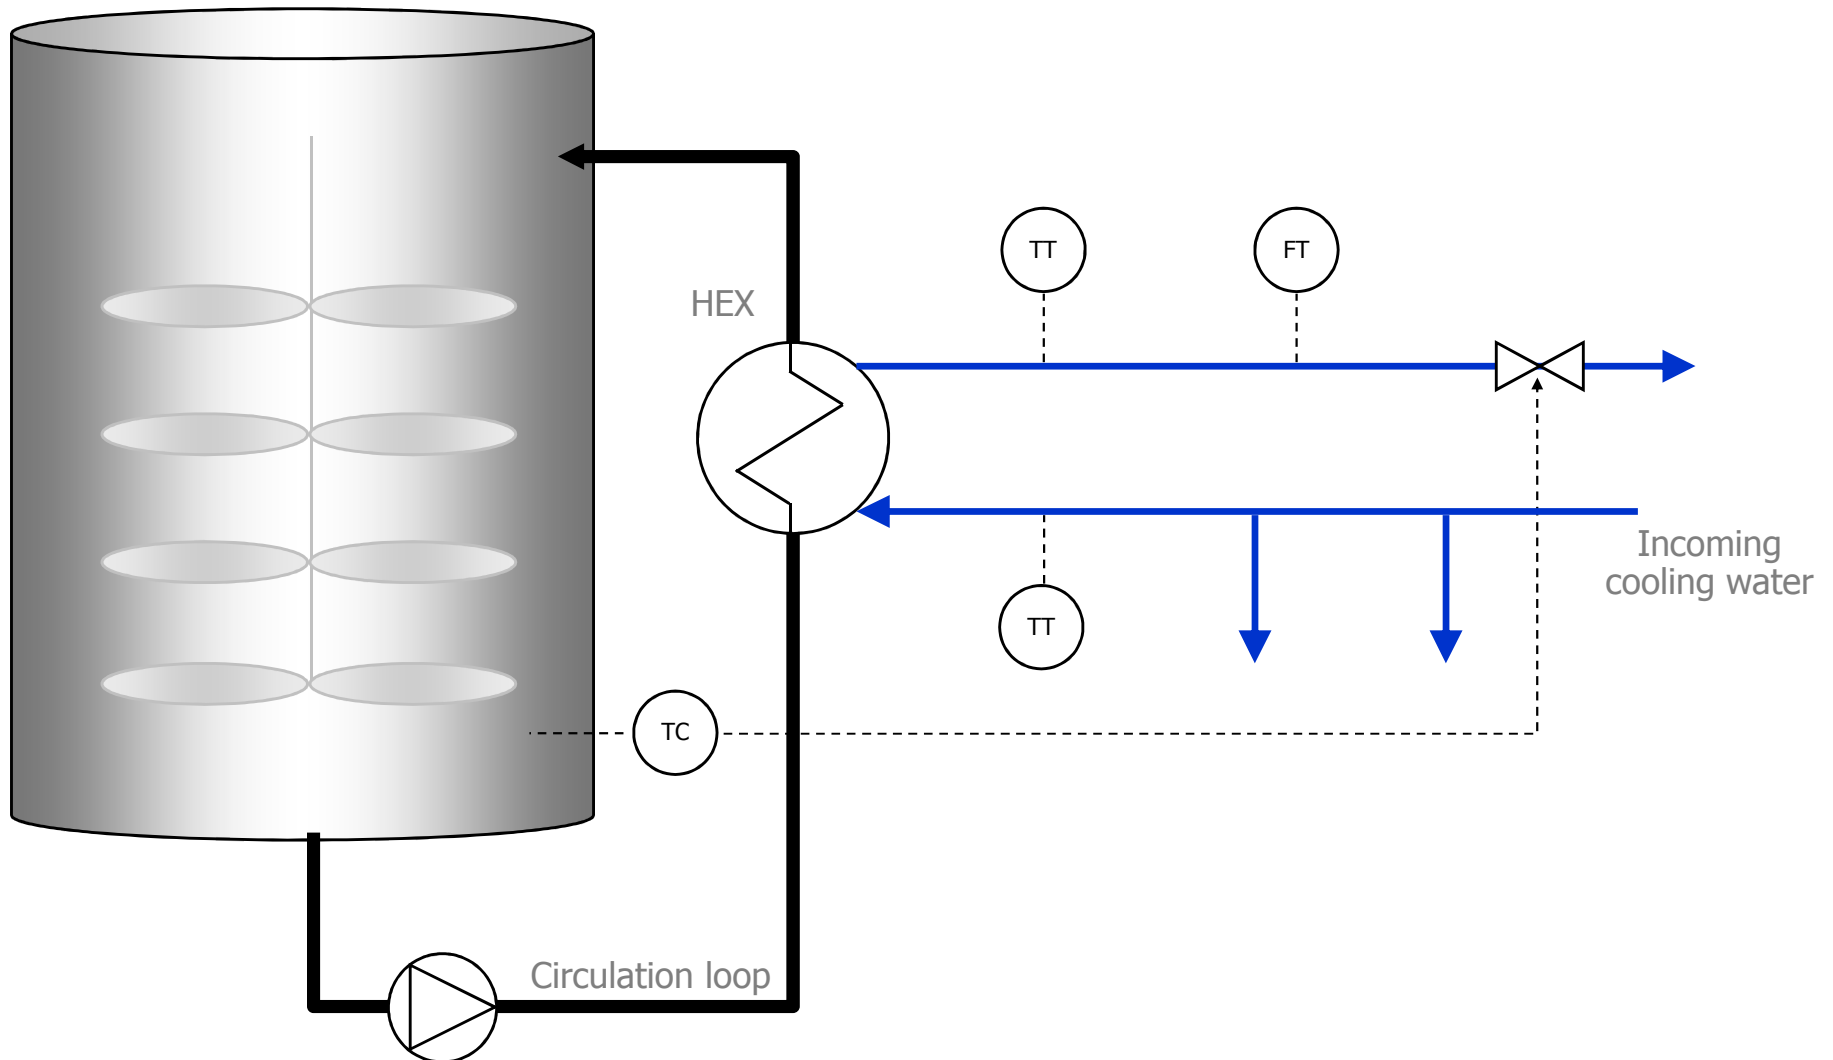 TT
FT
HEX
Incoming
cooling water
TT
TC
Circulation loop